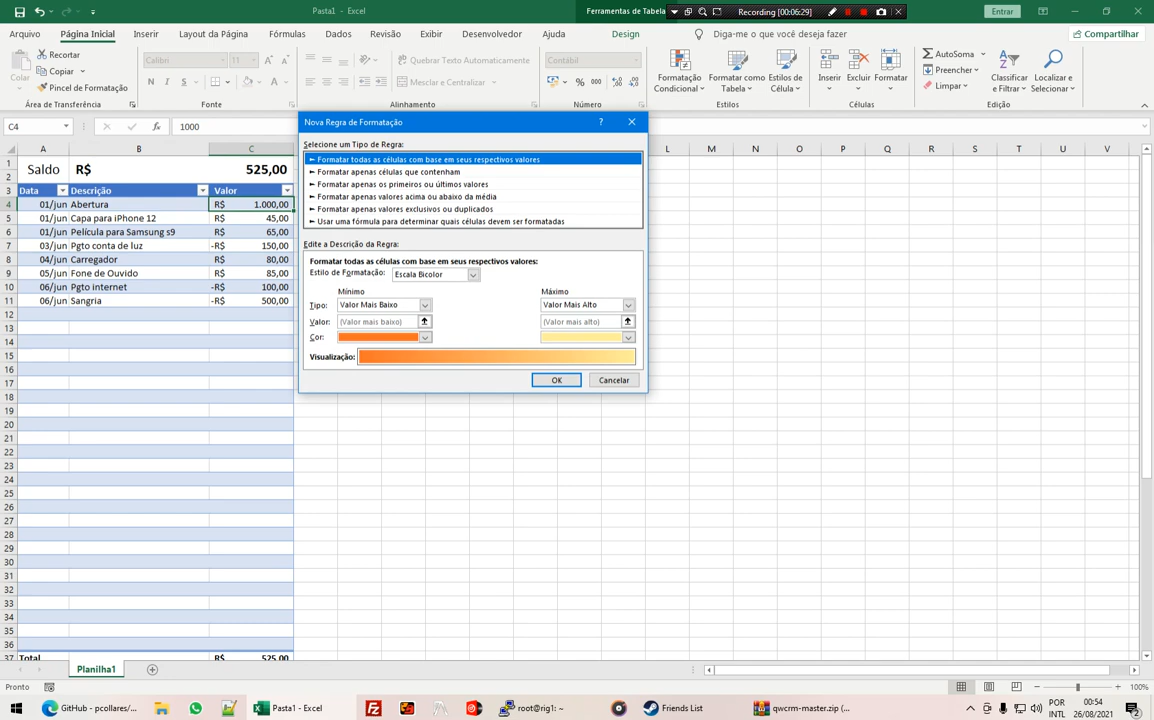 Pasta1 - Excel
Ferramentas de Tabela
Recording [00:06:29]
Entrar
Arquivo Página Inicial Inserir Layout da Página Fórmulas Dados Revisão Exibir Desenvolvedor Ajuda Design Diga-me o que você deseja fazer Compartilhar
Colar
Recortar
Copiar
Pincel de Formatação
Área de Transferência
Calibri 11
N I S
Fonte
Quebrar Texto Automaticamente
Mesclar e Centralizar
Alinhamento
Contábil
% 000
Número
Formatação Condicional
Formatar como Tabela
Estilos de Célula
Estilos
Inserir Excluir Formatar
Células
AutoSoma
Preencher
Limpar
Classificar e Filtrar
Localizar e Selecionar
Edição
C4 fx 1000
Nova Regra de Formatação ?
Selecione um Tipo de Regra:
► Formatar todas as células com base em seus respectivos valores
► Formatar apenas células que contenham
► Formatar apenas os primeiros ou últimos valores
► Formatar apenas valores acima ou abaixo da média
► Formatar apenas valores exclusivos ou duplicados
► Usar uma fórmula para determinar quais células devem ser formatadas
Edite a Descrição da Regra:
Formatar todas as células com base em seus respectivos valores:
Estilo de Formatação: Escala Bicolor
Mínimo Máximo
Tipo: Valor Mais Baixo Valor Mais Alto
Valor: (Valor mais baixo) (Valor mais alto)
Cor:
Visualização:
OK Cancelar
A B C L M N O P Q R S T U V
1
2
Saldo R$ 525,00
3 Data Descrição Valor
4 01/jun Abertura R$ 1.000,00
5 01/jun Capa para iPhone 12 R$ 45,00
6 01/jun Película para Samsung s9 R$ 65,00
7 03/jun Pgto conta de luz -R$ 150,00
8 04/jun Carregador R$ 80,00
9 05/jun Fone de Ouvido R$ 85,00
10 06/jun Pgto internet -R$ 100,00
11 06/jun Sangria -R$ 500,00
12
13
14
15
16
17
18
19
20
21
22
23
24
25
26
27
28
29
30
31
32
33
34
35
36
37 Total R$ 525,00
Planilha1
Pronto 100%
GitHub - pcollares/... Pasta1 - Excel root@rig1: ~ Friends List qwcrm-master.zip (...
POR
INTL
00:54
26/08/2021
2